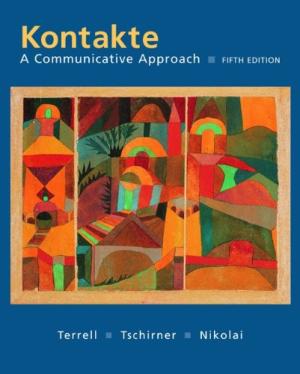 Kontakte
A Communicative Approach ■ FIFTH EDITION
Terrell ■ Tschirner ■ Nikolai